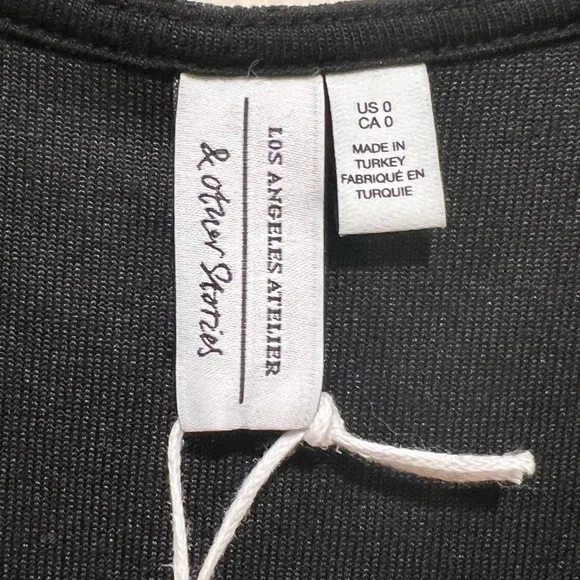 LOS ANGELES ATELIER
& other Stories
US 0
CA 0
MADE IN
TURKEY
FABRIQUÉ EN
TURQUIE